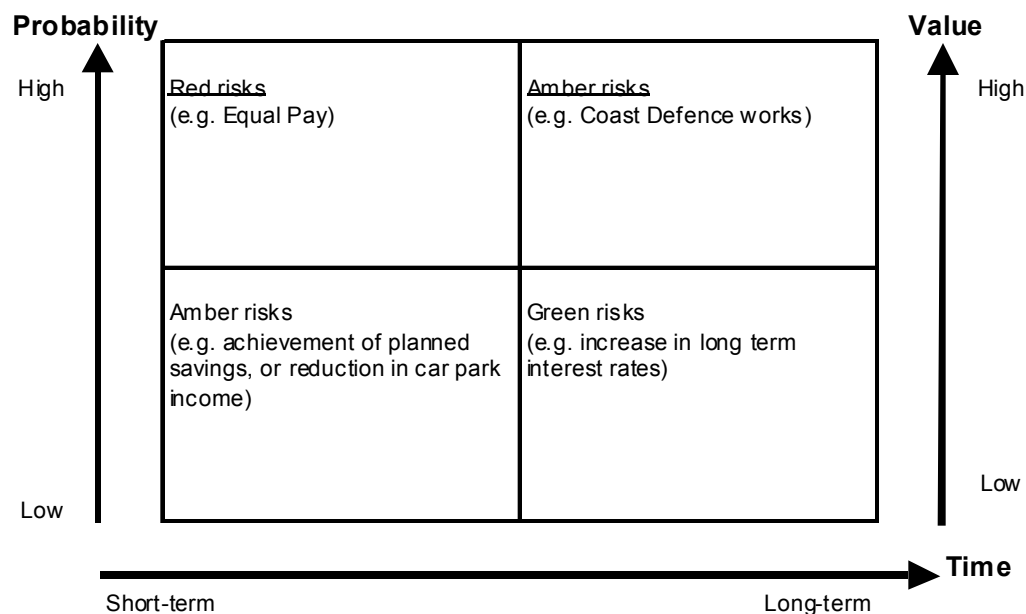 Probability
Value
High
High
Red risks
(e.g. Equal Pay)
Amber risks
(e.g. Coast Defence works)
Amber risks
(e.g. achievement of planned
savings, or reduction in car park
income)
Green risks
(e.g. increase in long term
interest rates)
Low
Low
Time
Short-term
Long-term